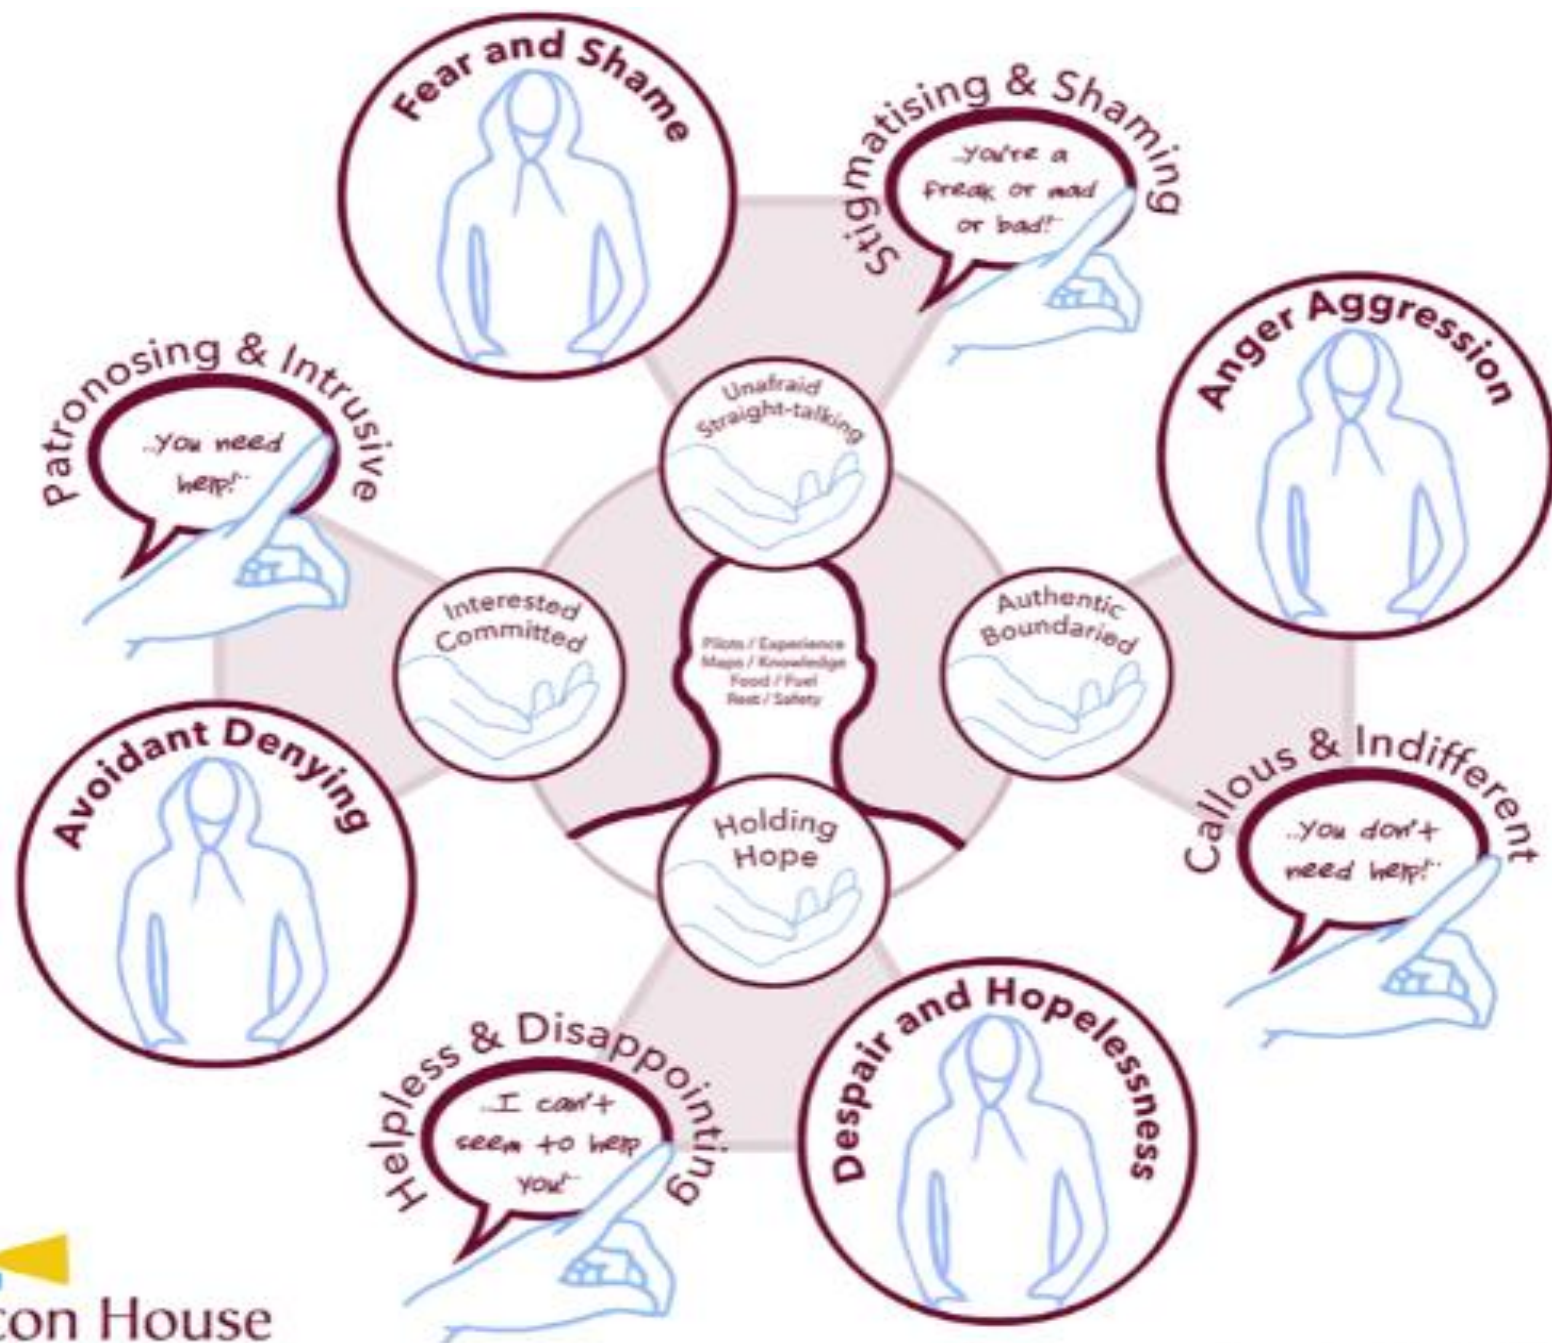 Fear and Shame
Stigmatising & Shaming
..you're a
freak or mad
or bad!..
Anger Aggression
Patronosing & Intrusive
..you need
help!..
Unafraid
Straight-talking
Interested
Committed
Authentic
Boundaried
Pilots / Experience
Maps / Knowledge
Food / Fuel
Rest / Safety
Avoidant Denying
Callous & Indifferent
..you don't
need help!..
Holding
Hope
Despair and Hopelessness
Helpless & Disappointing
..I can't
seem to help
you!..
con House